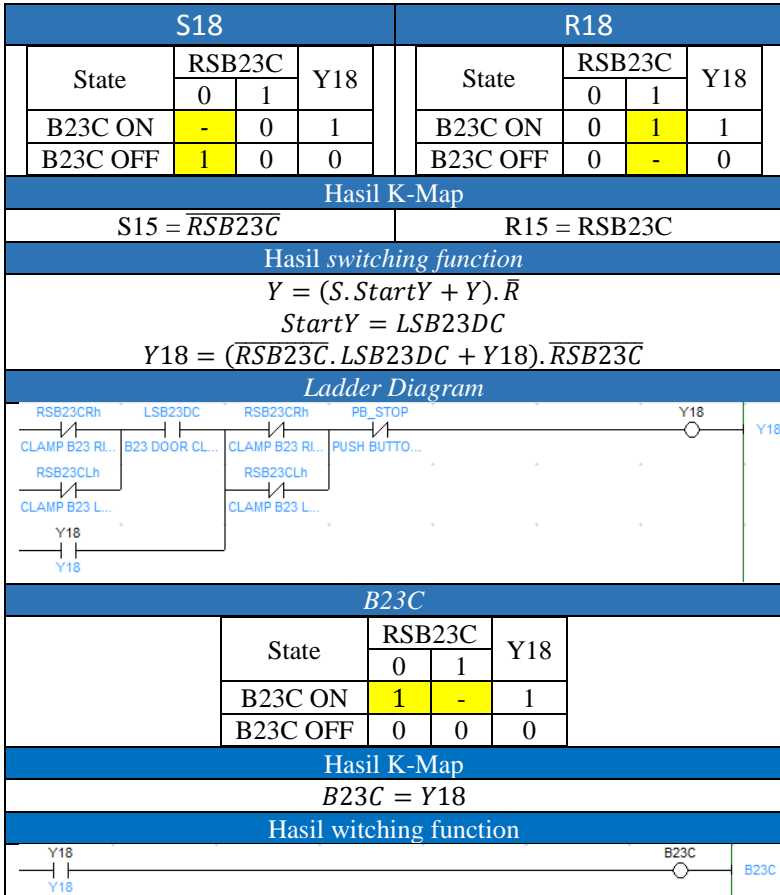 S18 R18
State RSB23C Y18 State RSB23C Y18
0 1 0 1
B23C ON - 0 1 B23C ON 0 1 1
B23C OFF 1 0 0 B23C OFF 0 - 0
Hasil K-Map
S15 = \overline{RSB23C} R15 = RSB23C
Hasil switching function
Y = (S.StartY + Y).R̅
StartY = LSB23DC
Y18 = (\overline{RSB23C}.LSB23DC + Y18).\overline{RSB23C}
Ladder Diagram
RSB23CRh LSB23DC RSB23CRh PB_STOP Y18
Y18
CLAMP B23 RI... B23 DOOR CL... CLAMP B23 RI... PUSH BUTTO...
RSB23CLh RSB23CLh
CLAMP B23 L... CLAMP B23 L...
Y18
Y18
B23C
State RSB23C Y18
0 1
B23C ON 1 - 1
B23C OFF 0 0 0
Hasil K-Map
B23C = Y18
Hasil witching function
Y18 B23C
B23C
Y18